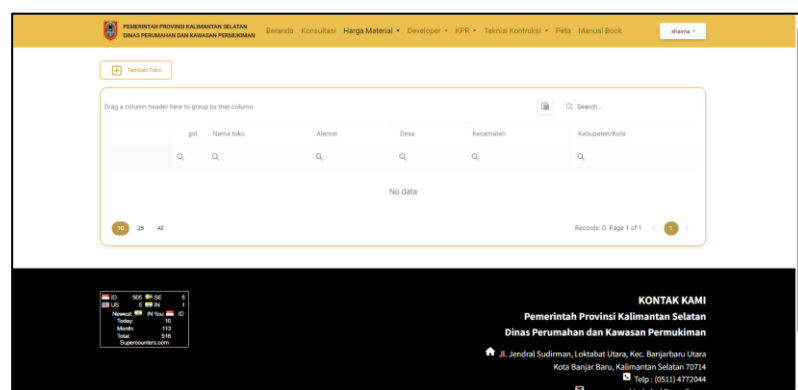 PEMERINTAH PROVINSI KALIMANTAN SELATAN
DINAS PERUMAHAN DAN KAWASAN PERMUKIMAN
Beranda Konsultasi Harga Material Developer KPR Teknisi Kontruksi Peta Manual Book
shaima
Tambah Toko
Drag a column header here to group by that column
Search...
gid Nama toko Alamat Desa Kecamatan Kabupaten/Kota
No data
10 25 All
Records: 0. Page 1 of 1 < 1 >
ID 505 SE 5
US 5 IN 1
Newest: IN You: ID
Today: 10
Month: 113
Total: 516
Supercounters.com
KONTAK KAMI
Pemerintah Provinsi Kalimantan Selatan
Dinas Perumahan dan Kawasan Permukiman
Jl. Jendral Sudirman, Loktabat Utara, Kec. Banjarbaru Utara
Kota Banjar Baru, Kalimantan Selatan 70714
Telp : (0511) 4772044